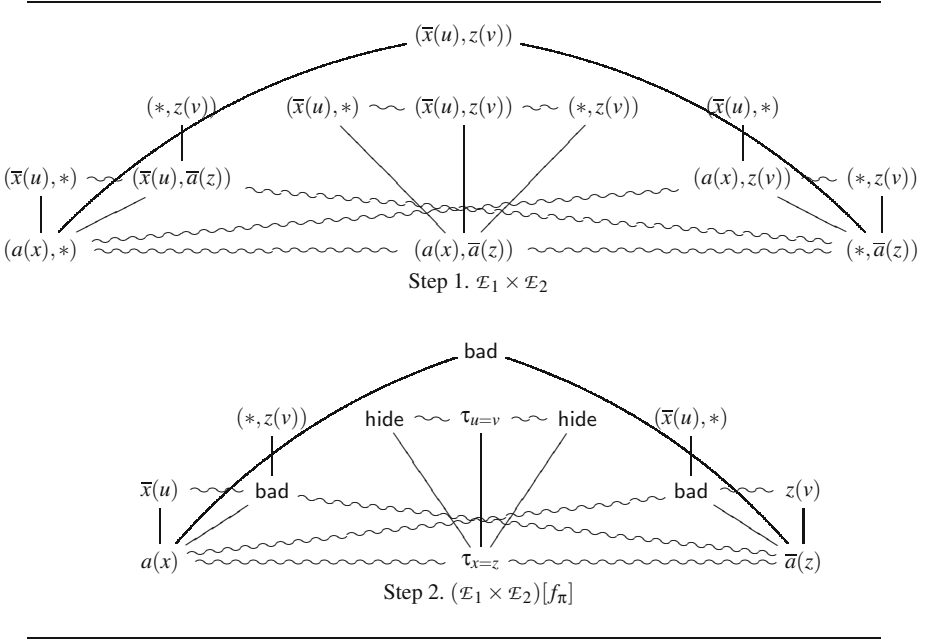 (x̅(u), z(v))
(∗, z(v)) (x̅(u), ∗) (x̅(u), z(v)) (∗, z(v)) (x̅(u), ∗)
(x̅(u), ∗) (x̅(u), a̅(z)) (a(x), z(v)) (∗, z(v))
(a(x), ∗) (a(x), a̅(z)) (∗, a̅(z))
Step 1. ℰ₁ × ℰ₂
bad
(∗, z(v)) hide τ_{u=v} hide (x̅(u), ∗)
x̅(u) bad bad z(v)
a(x) τ_{x=z} a̅(z)
Step 2. (ℰ₁ × ℰ₂)[f_π]